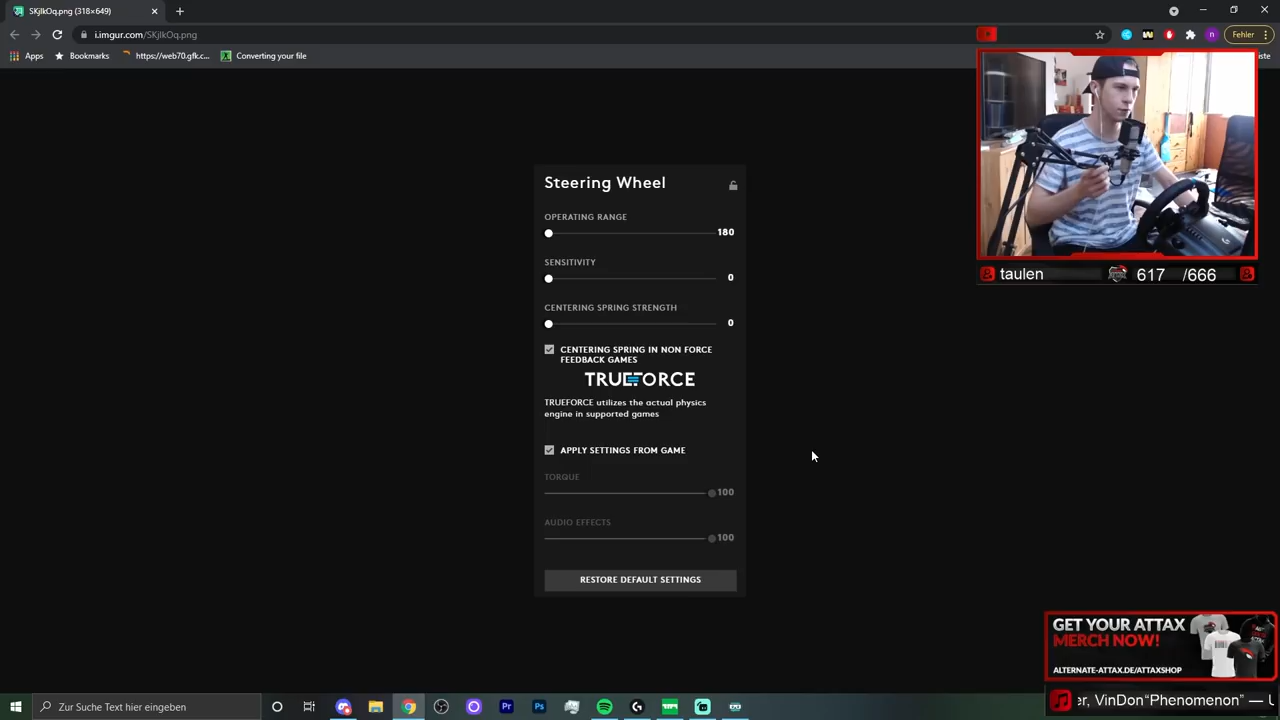 SKjlkOq.png (318×649)
i.imgur.com/SKjlkOq.png
Fehler
Apps
Bookmarks
https://web70.gfk.c...
Converting your file
iste
Steering Wheel
OPERATING RANGE
180
SENSITIVITY
0
CENTERING SPRING STRENGTH
0
CENTERING SPRING IN NON FORCE
FEEDBACK GAMES
TRUEFORCE
TRUEFORCE utilizes the actual physics
engine in supported games
APPLY SETTINGS FROM GAME
TORQUE
100
AUDIO EFFECTS
100
RESTORE DEFAULT SETTINGS
taulen
617 /666
GET YOUR ATTAX
MERCH NOW!
ALTERNATE-ATTAX.DE/ATTAXSHOP
er, VinDon“Phenomenon” —
Zur Suche Text hier eingeben
Pr
Ps